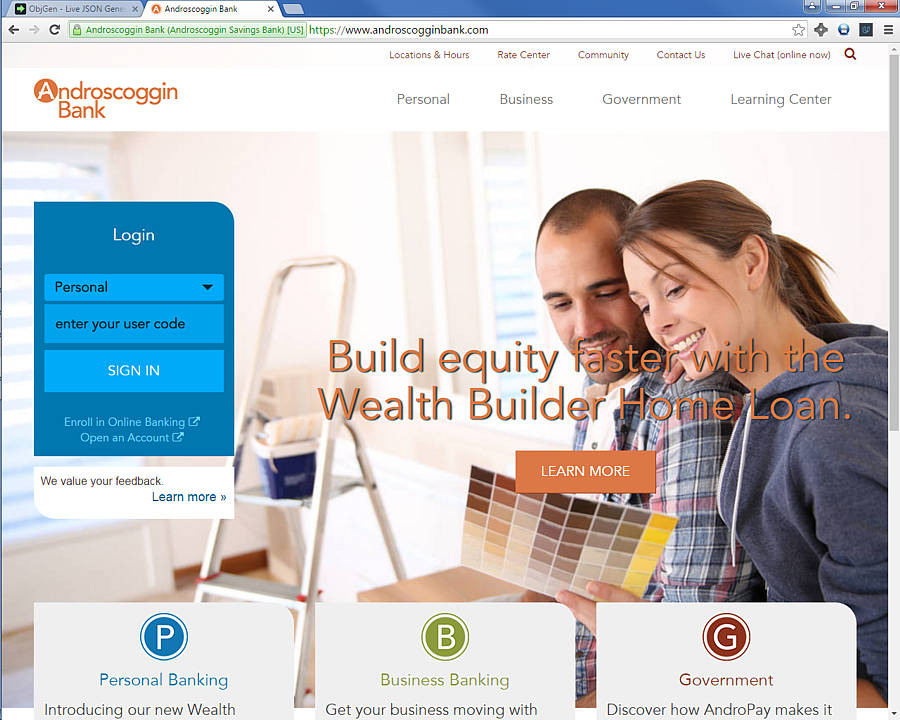 ObjGen - Live JSON Gene
Androscoggin Bank
Androscoggin Bank (Androscoggin Savings Bank) [US]
https://www.androscogginbank.com
Locations & Hours
Rate Center
Community
Contact Us
Live Chat (online now)
Androscoggin
Bank
Personal
Business
Government
Learning Center
Login
Personal
enter your user code
SIGN IN
Enroll in Online Banking
Open an Account
We value your feedback.
Learn more »
Build equity faster with the
Wealth Builder Home Loan.
LEARN MORE
P
B
G
Personal Banking
Business Banking
Government
Introducing our new Wealth
Get your business moving with
Discover how AndroPay makes it